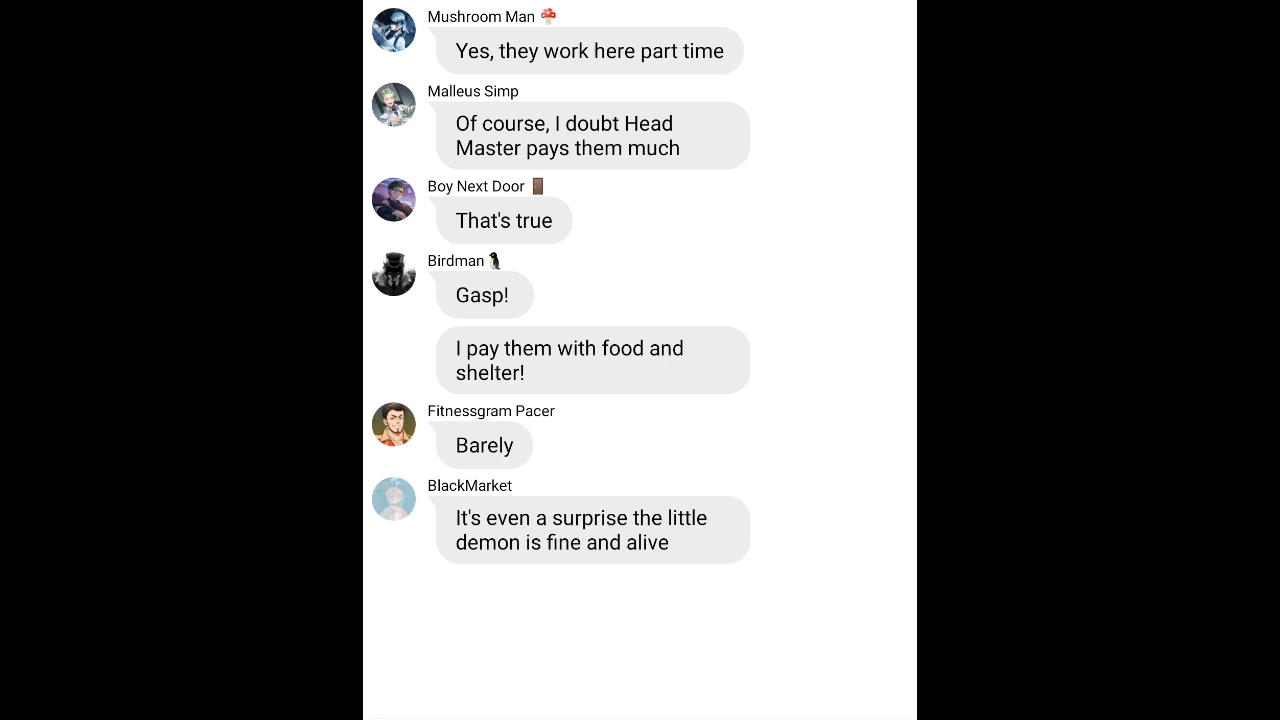 Mushroom Man 🍄
Yes, they work here part time
Malleus Simp
Of course, I doubt Head
Master pays them much
Boy Next Door 🚪
That's true
Birdman 🐧
Gasp!
I pay them with food and
shelter!
Fitnessgram Pacer
Barely
BlackMarket
It's even a surprise the little
demon is fine and alive